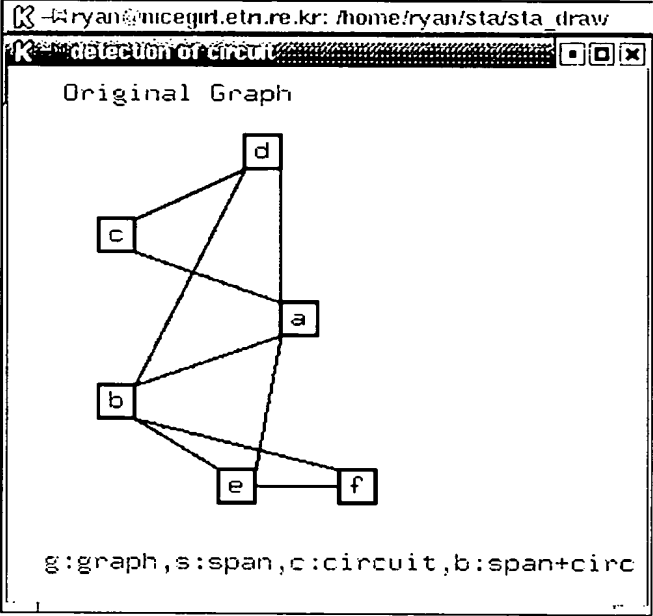 ryan@nicegirl.etri.re.kr: /home/ryan/sta/sta_draw
detection of circuit
Original Graph
d
c
a
b
e f
g:graph,s:span,c:circuit,b:span+circ